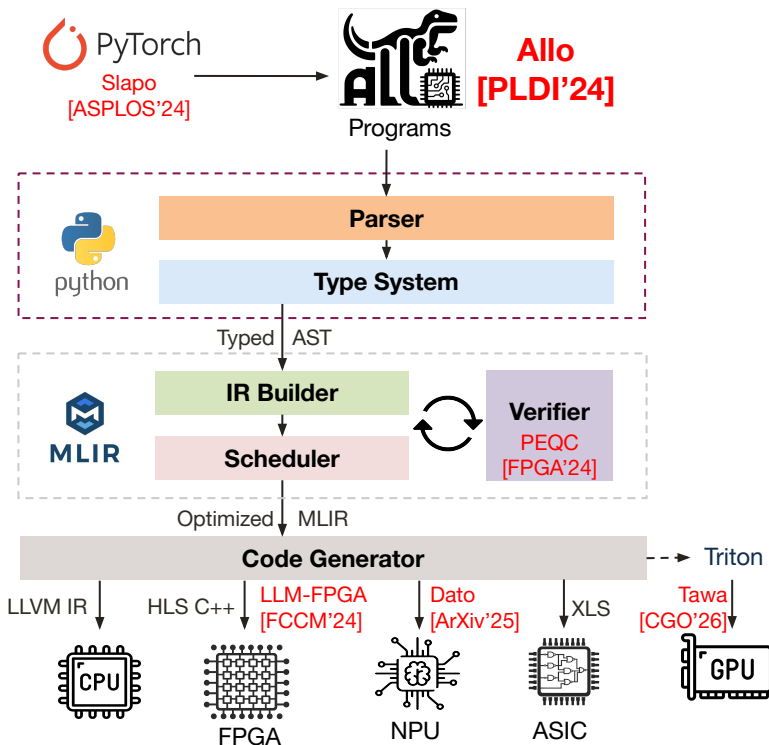 PyTorch
Slapo
[ASPLOS'24]
ALLO
Allo
[PLDI'24]
Programs
Parser
python
Type System
Typed AST
IR Builder
MLIR
Scheduler
Verifier
PEQC
[FPGA'24]
Optimized MLIR
Code Generator
Triton
LLVM IR
HLS C++
LLM-FPGA
[FCCM'24]
Dato
[ArXiv'25]
XLS
Tawa
[CGO'26]
CPU
FPGA
NPU
ASIC
GPU